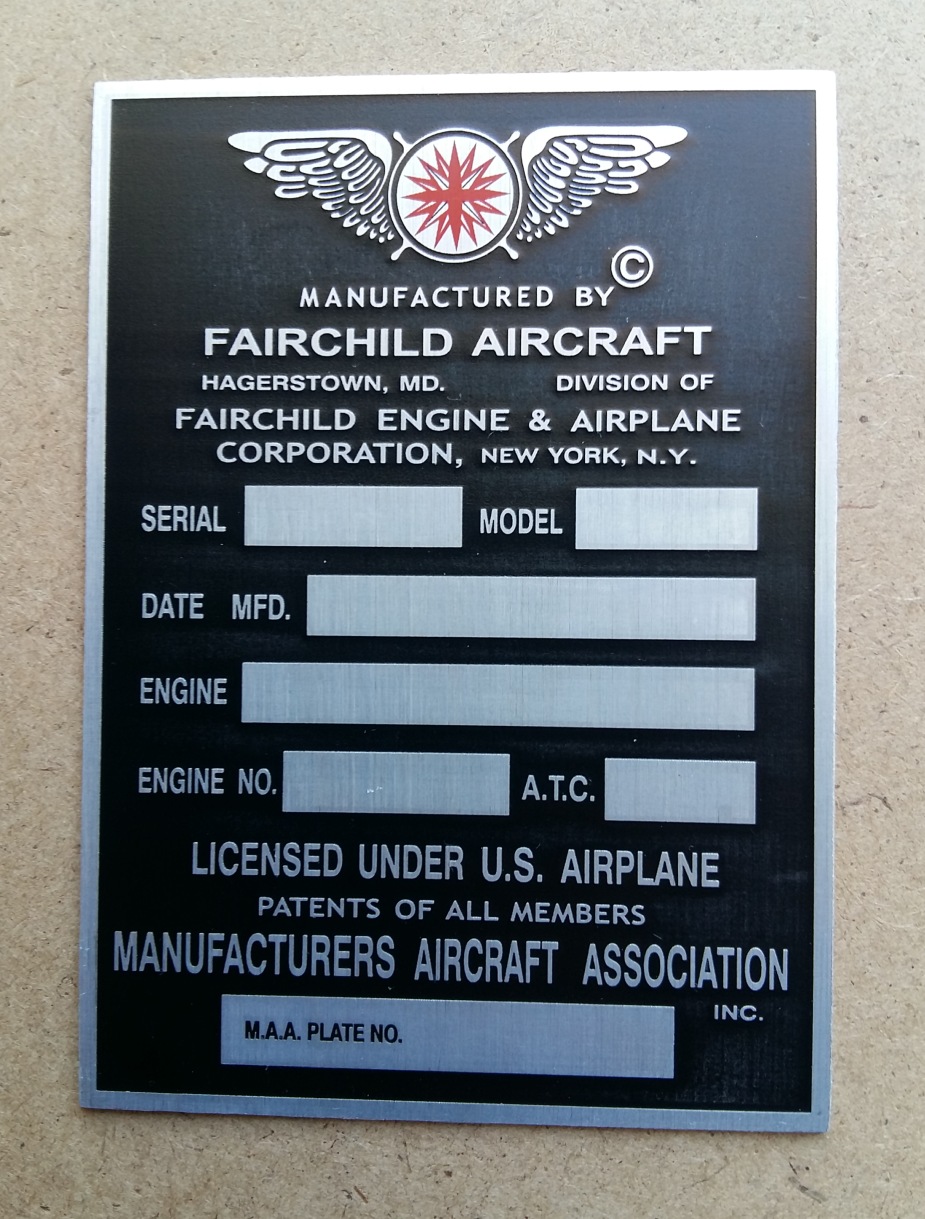 ©
MANUFACTURED BY
FAIRCHILD AIRCRAFT
HAGERSTOWN, MD. DIVISION OF
FAIRCHILD ENGINE & AIRPLANE
CORPORATION, NEW YORK, N.Y.
SERIAL MODEL
DATE MFD.
ENGINE
ENGINE NO. A.T.C.
LICENSED UNDER U.S. AIRPLANE
PATENTS OF ALL MEMBERS
MANUFACTURERS AIRCRAFT ASSOCIATION
INC.
M.A.A. PLATE NO.